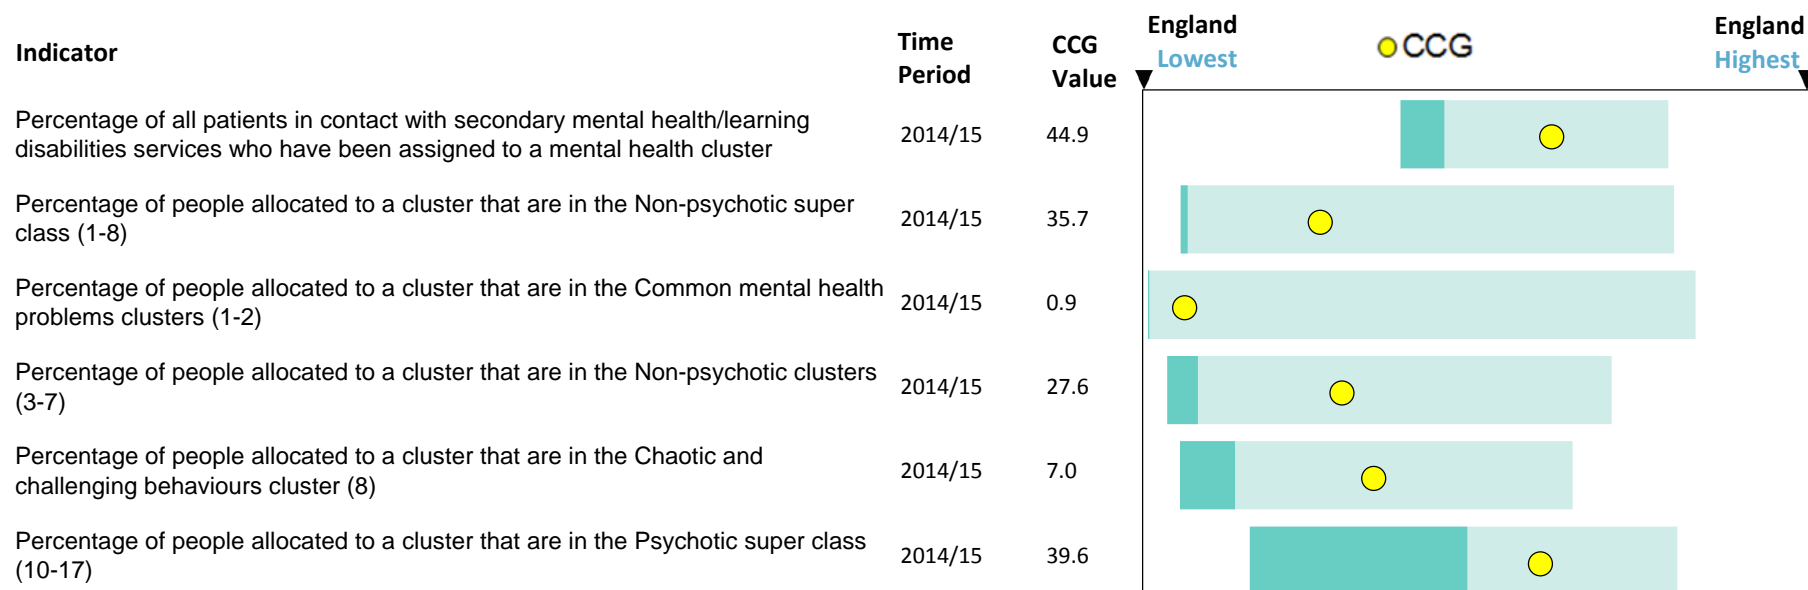 Indicator
Time
Period
CCG
Value
England
Lowest
CCG
England
Highest
Percentage of all patients in contact with secondary mental health/learning
disabilities services who have been assigned to a mental health cluster
2014/15
44.9
Percentage of people allocated to a cluster that are in the Non-psychotic super
class (1-8)
2014/15
35.7
Percentage of people allocated to a cluster that are in the Common mental health
problems clusters (1-2)
2014/15
0.9
Percentage of people allocated to a cluster that are in the Non-psychotic clusters
(3-7)
2014/15
27.6
Percentage of people allocated to a cluster that are in the Chaotic and
challenging behaviours cluster (8)
2014/15
7.0
Percentage of people allocated to a cluster that are in the Psychotic super class
(10-17)
2014/15
39.6